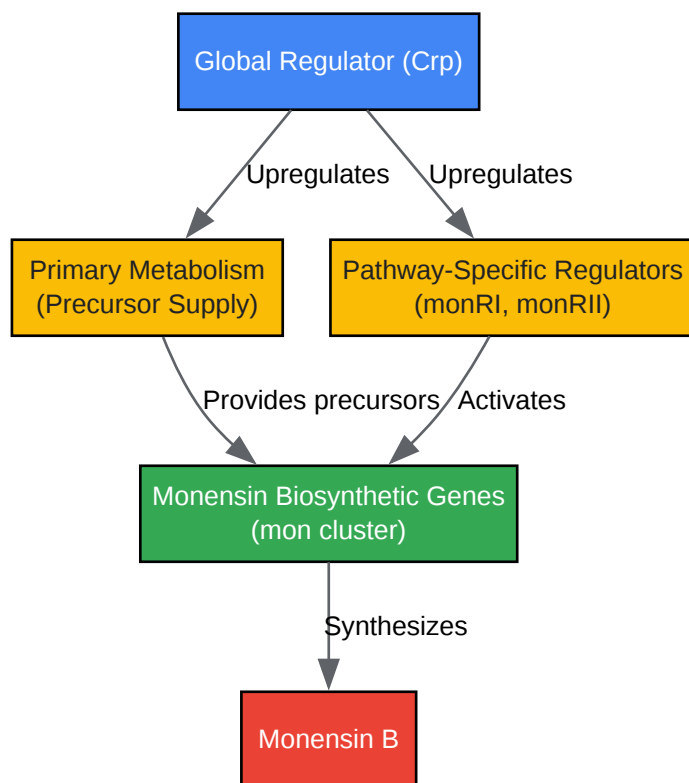 Global Regulator (Crp)
Upregulates
Upregulates
Primary Metabolism
(Precursor Supply)
Pathway-Specific Regulators
(monRI, monRII)
Provides precursors
Activates
Monensin Biosynthetic Genes
(mon cluster)
Synthesizes
Monensin B